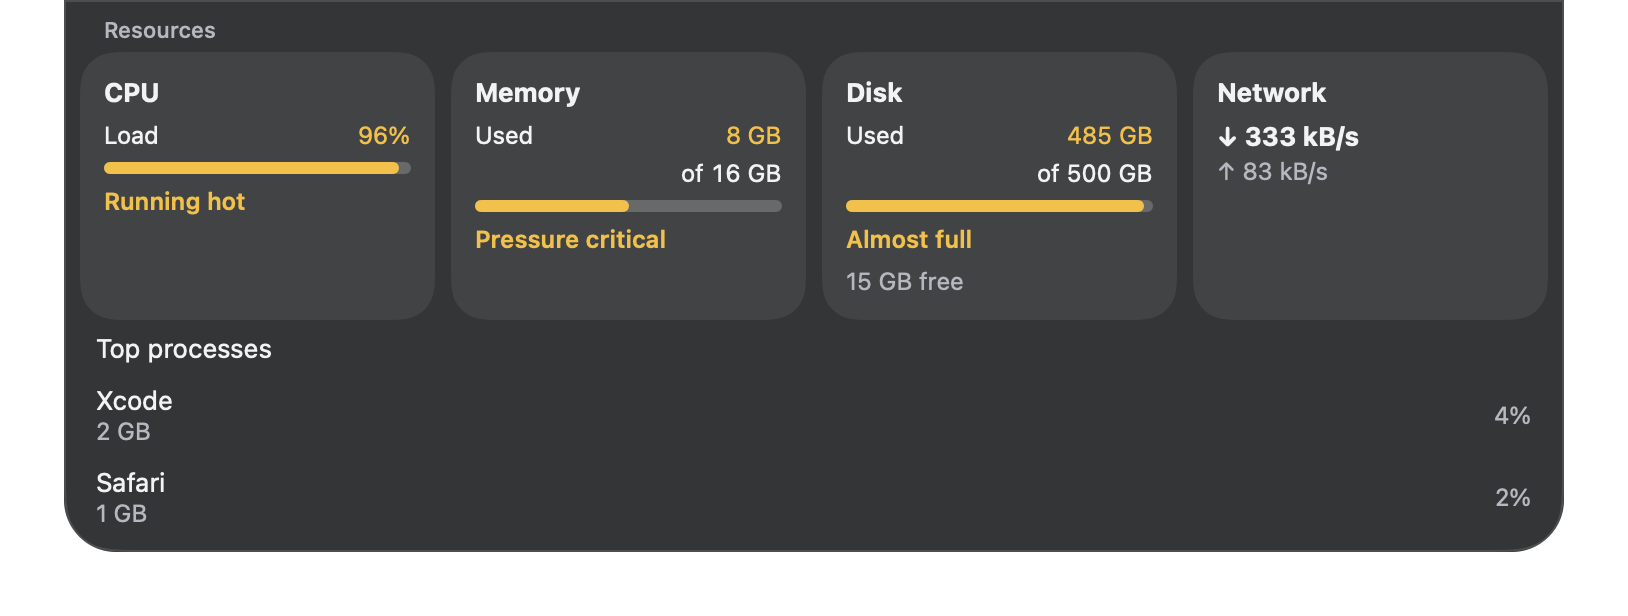 Resources
CPU
Load 96%
Running hot
Memory
Used 8 GB
of 16 GB
Pressure critical
Disk
Used 485 GB
of 500 GB
Almost full
15 GB free
Network
↓ 333 kB/s
↑ 83 kB/s
Top processes
Xcode
2 GB
4%
Safari
1 GB
2%